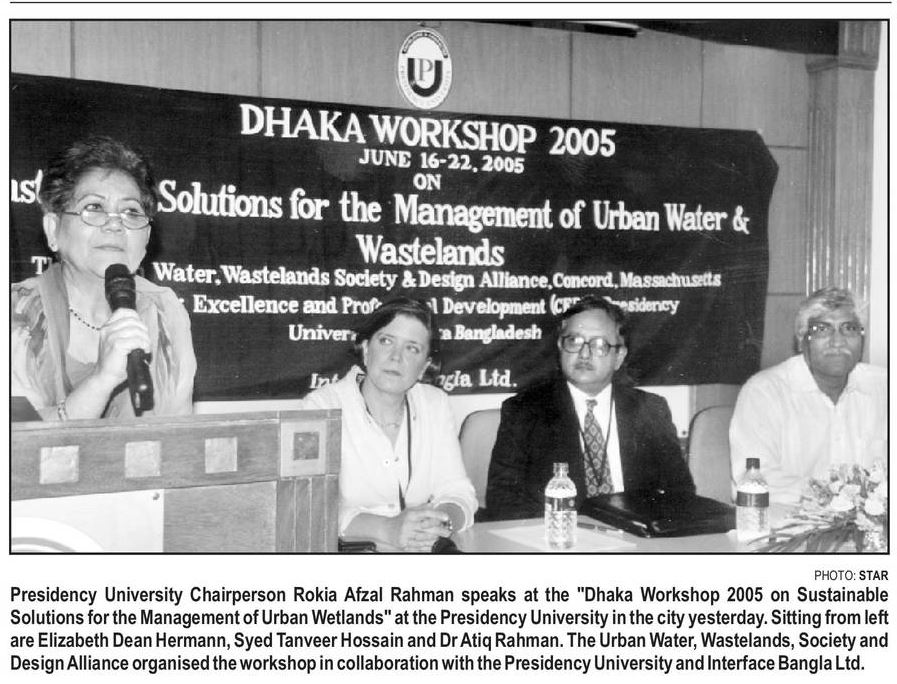 PU
DHAKA WORKSHOP 2005
JUNE 16-22, 2005
ON
Solutions for the Management of Urban Water &
Wastelands
Water, Wastelands Society & Design Alliance, Concord, Massachusetts
Excellence and Development Presidency
Bangladesh
Ltd.
PHOTO: STAR
Presidency University Chairperson Rokia Afzal Rahman speaks at the "Dhaka Workshop 2005 on Sustainable
Solutions for the Management of Urban Wetlands" at the Presidency University in the city yesterday. Sitting from left
are Elizabeth Dean Hermann, Syed Tanveer Hossain and Dr Atiq Rahman. The Urban Water, Wastelands, Society and
Design Alliance organised the workshop in collaboration with the Presidency University and Interface Bangla Ltd.